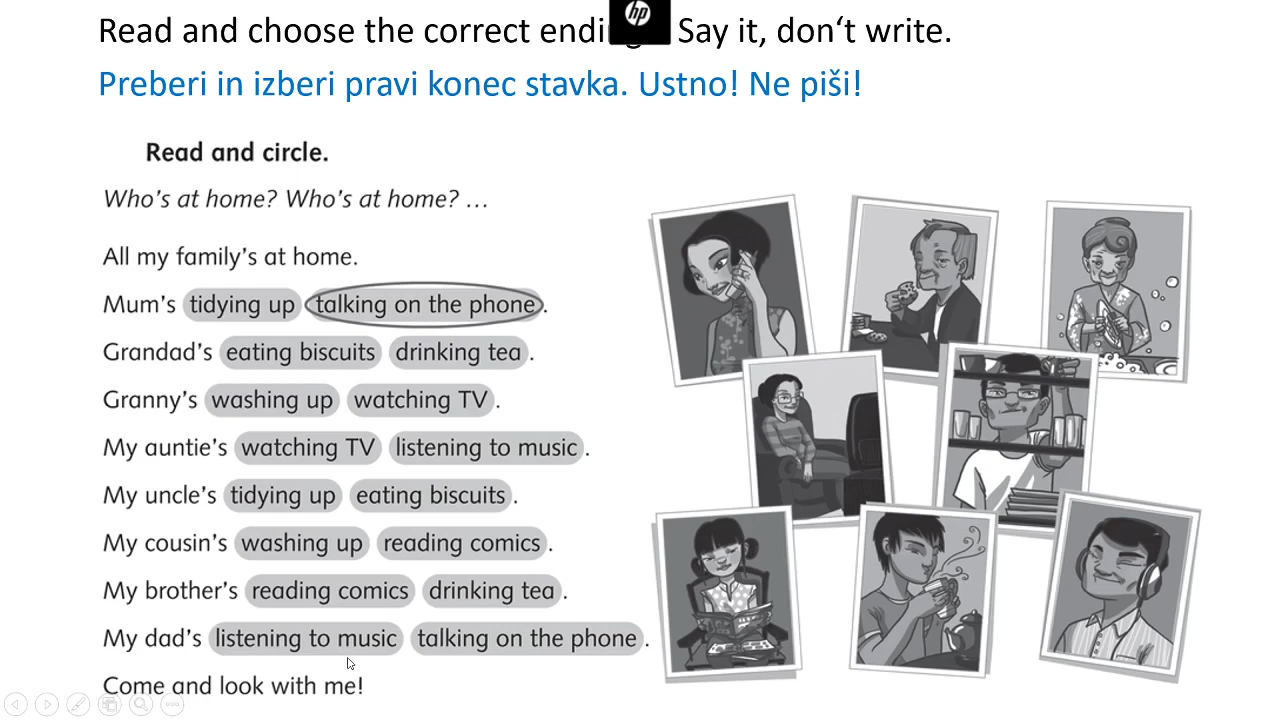 hp
Read and choose the correct ending Say it, don‘t write.
Preberi in izberi pravi konec stavka. Ustno! Ne piši!
Read and circle.
Who’s at home? Who’s at home? …
All my family’s at home.
Mum’s tidying up talking on the phone.
Grandad’s eating biscuits drinking tea.
Granny’s washing up watching TV.
My auntie’s watching TV listening to music.
My uncle’s tidying up eating biscuits.
My cousin’s washing up reading comics.
My brother’s reading comics drinking tea.
My dad’s listening to music talking on the phone.
Come and look with me!